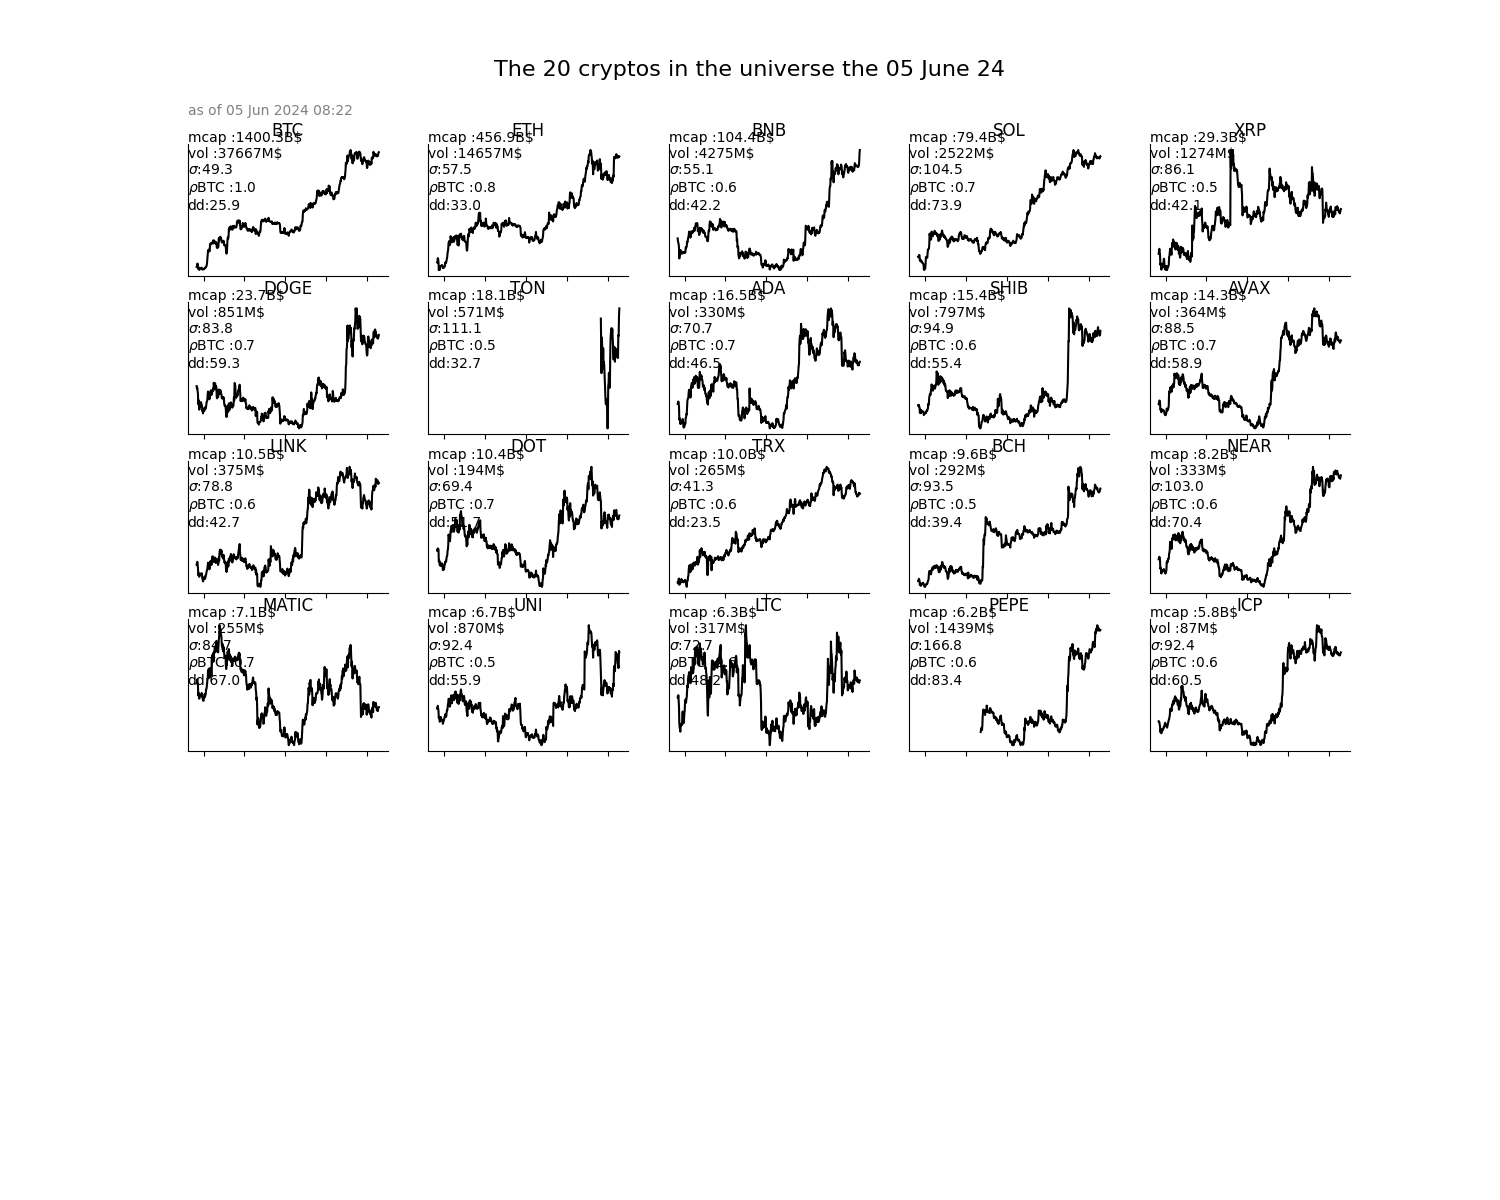 The 20 cryptos in the universe the 05 June 24
as of 05 Jun 2024 08:22
BTC
mcap :1400.3B$
vol :37667M$
σ:49.3
ρBTC :1.0
dd:25.9
ETH
mcap :456.9B$
vol :14657M$
σ:57.5
ρBTC :0.8
dd:33.0
BNB
mcap :104.4B$
vol :4275M$
σ:55.1
ρBTC :0.6
dd:42.2
SOL
mcap :79.4B$
vol :2522M$
σ:104.5
ρBTC :0.7
dd:73.9
XRP
mcap :29.3B$
vol :1274M$
σ:86.1
ρBTC :0.5
dd:42.1
DOGE
mcap :23.7B$
vol :851M$
σ:83.8
ρBTC :0.7
dd:59.3
TON
mcap :18.1B$
vol :571M$
σ:111.1
ρBTC :0.5
dd:32.7
ADA
mcap :16.5B$
vol :330M$
σ:70.7
ρBTC :0.7
dd:46.5
SHIB
mcap :15.4B$
vol :797M$
σ:94.9
ρBTC :0.6
dd:55.4
AVAX
mcap :14.3B$
vol :364M$
σ:88.5
ρBTC :0.7
dd:58.9
LINK
mcap :10.5B$
vol :375M$
σ:78.8
ρBTC :0.6
dd:42.7
DOT
mcap :10.4B$
vol :194M$
σ:69.4
ρBTC :0.7
TRX
mcap :10.0B$
vol :265M$
σ:41.3
ρBTC :0.6
dd:23.5
BCH
mcap :9.6B$
vol :292M$
σ:93.5
ρBTC :0.5
dd:39.4
NEAR
mcap :8.2B$
vol :333M$
σ:103.0
ρBTC :0.6
dd:70.4
MATIC
mcap :7.1B$
vol :255M$
ρBTC :0.7
dd:67.0
UNI
mcap :6.7B$
vol :870M$
σ:92.4
ρBTC :0.5
dd:55.9
LTC
mcap :6.3B$
vol :317M$
σ:72.7
dd:48.2
PEPE
mcap :6.2B$
vol :1439M$
σ:166.8
ρBTC :0.6
dd:83.4
ICP
mcap :5.8B$
vol :87M$
σ:92.4
ρBTC :0.6
dd:60.5